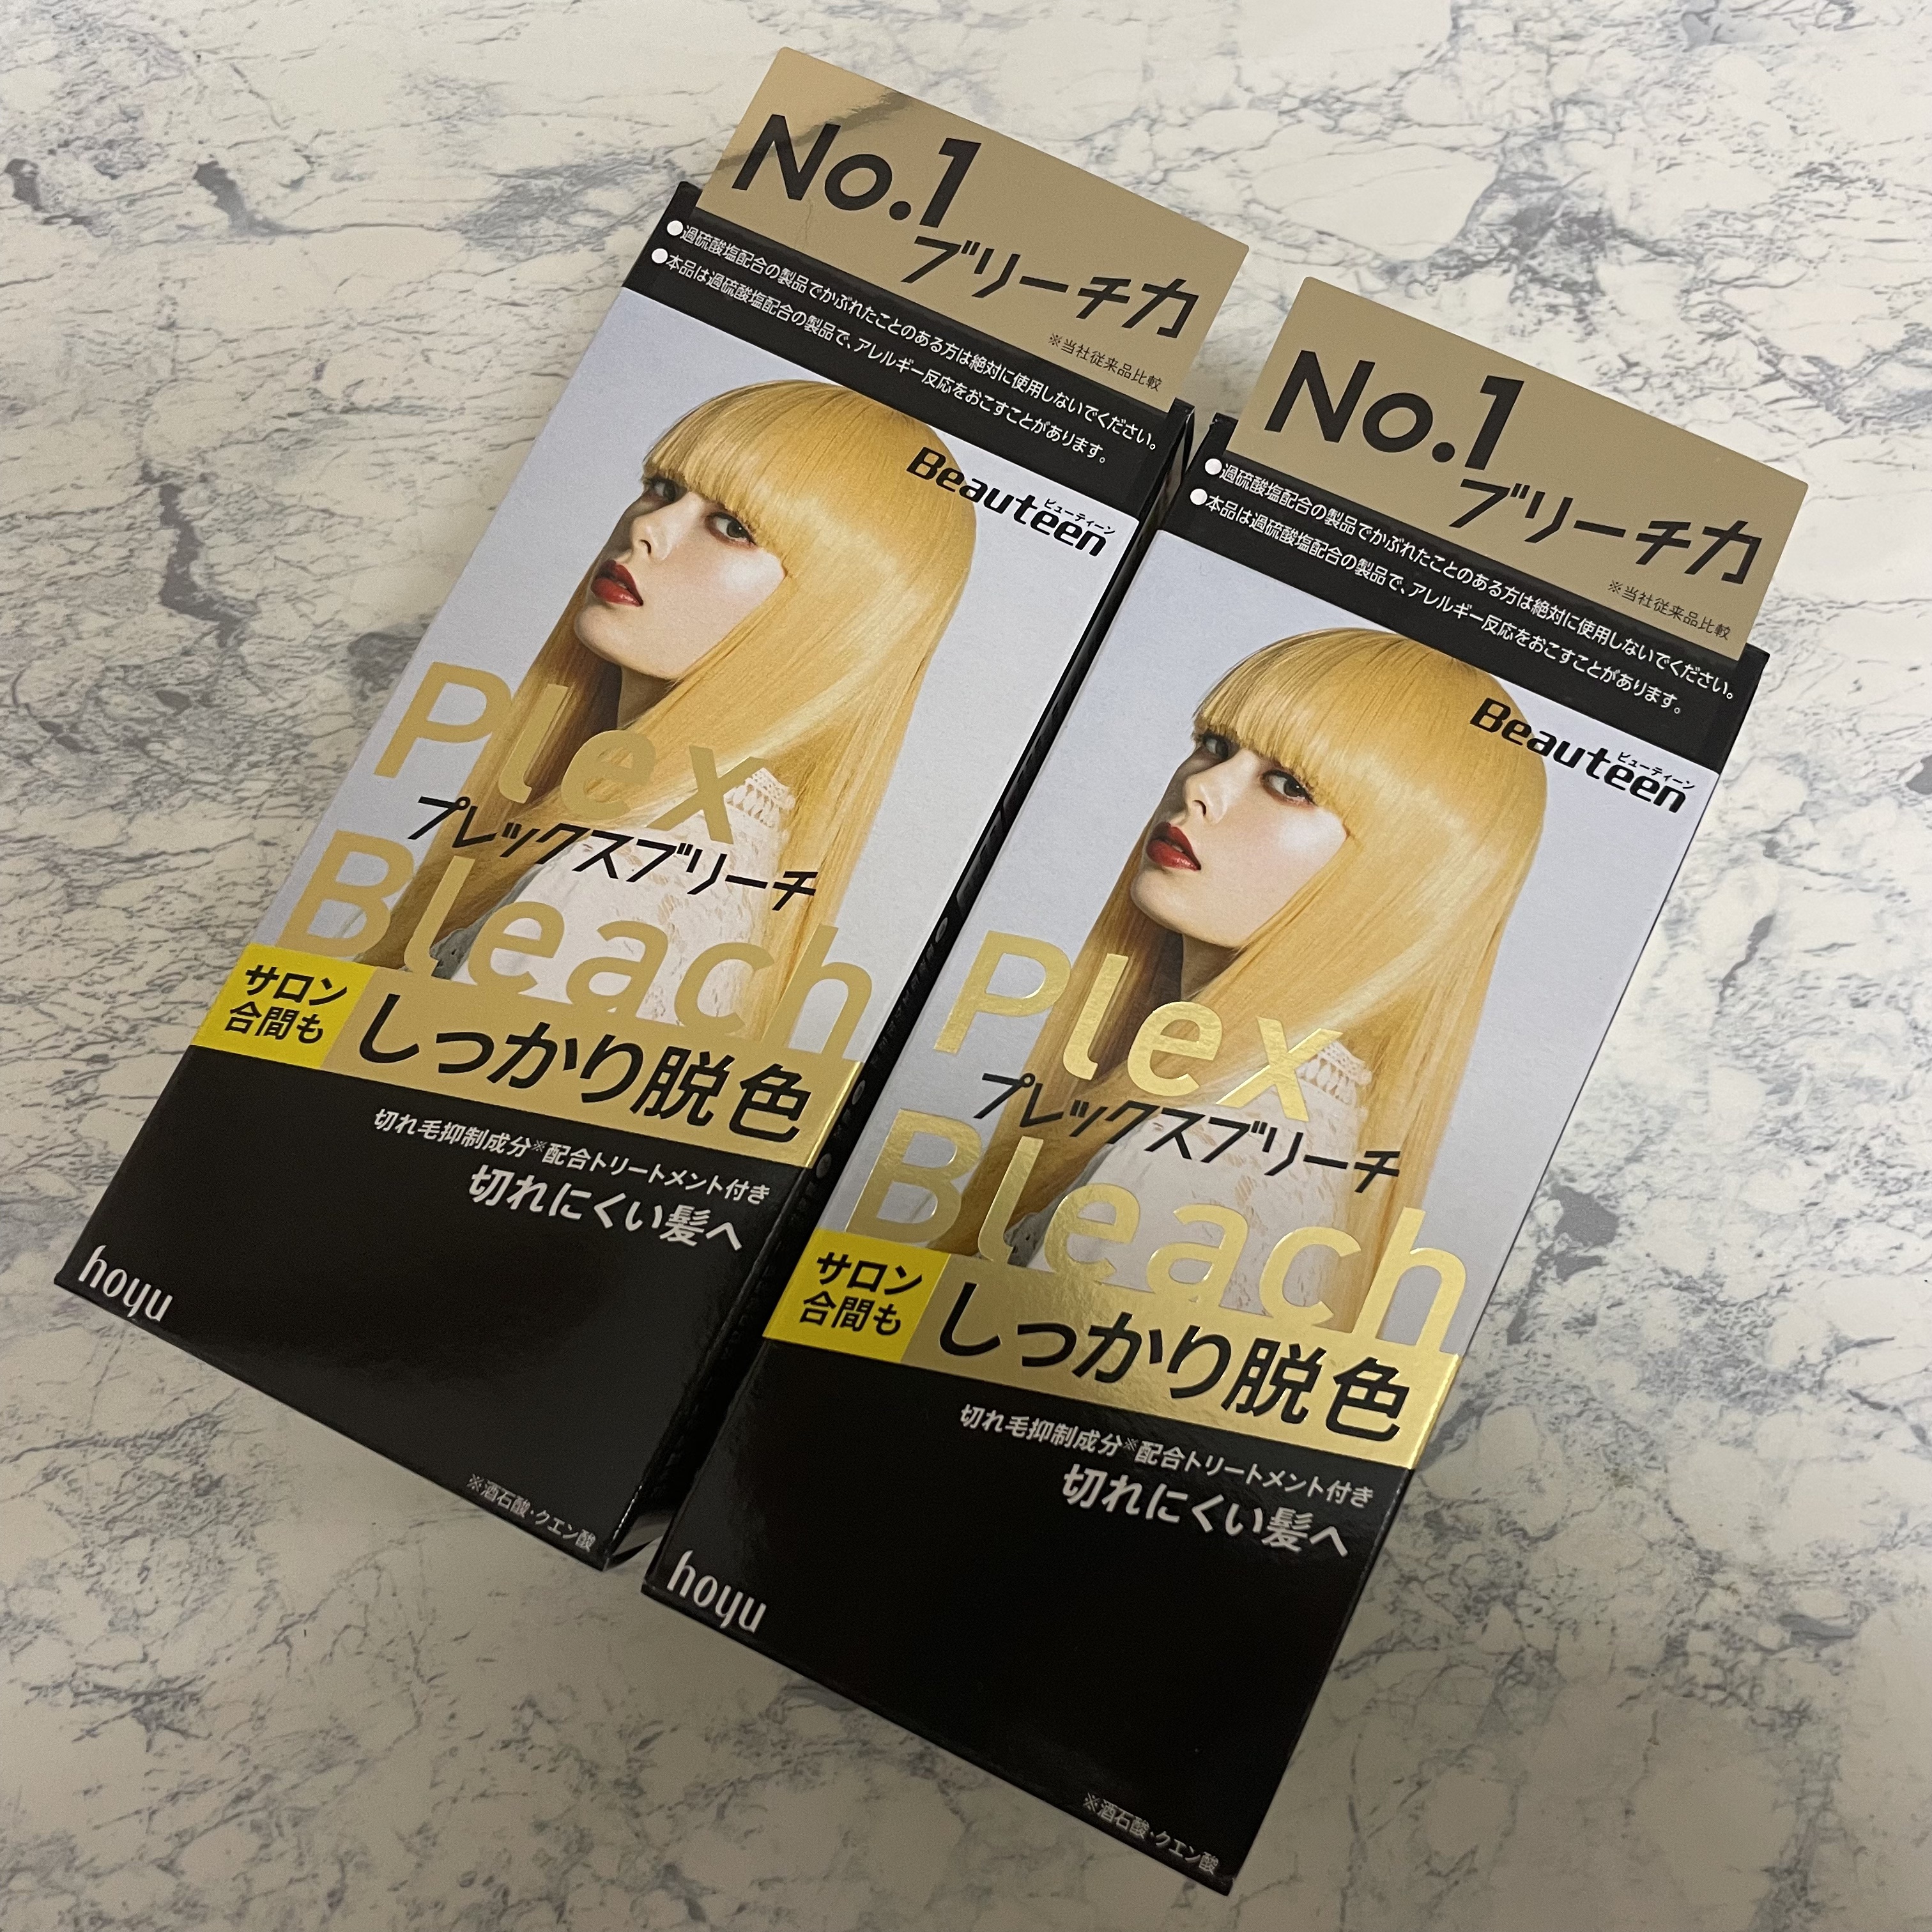 No.1
ブリーチ力
※当社従来品比較
●過硫酸塩配合の製品でかぶれたことのある方は絶対に使用しないでください。
●本品は過硫酸塩配合の製品で、アレルギー反応をおこすことがあります。
Beauteen
ビューティーン
Plex
プレックスブリーチ
Bleach
サロン
合間も
しっかり脱色
切れ毛抑制成分※配合トリートメント付き
切れにくい髪へ
hoyu
※酒石酸・クエン酸
No.1
ブリーチ力
※当社従来品比較
●過硫酸塩配合の製品でかぶれたことのある方は絶対に使用しないでください。
●本品は過硫酸塩配合の製品で、アレルギー反応をおこすことがあります。
Beauteen
ビューティーン
Plex
プレックスブリーチ
Bleach
サロン
合間も
しっかり脱色
切れ毛抑制成分※配合トリートメント付き
切れにくい髪へ
hoyu
※酒石酸・クエン酸